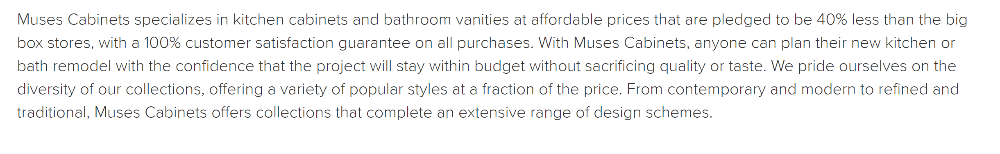 Muses Cabinets specializes in kitchen cabinets and bathroom vanities at affordable prices that are pledged to be 40% less than the big
box stores, with a 100% customer satisfaction guarantee on all purchases. With Muses Cabinets, anyone can plan their new kitchen or
bath remodel with the confidence that the project will stay within budget without sacrificing quality or taste. We pride ourselves on the
diversity of our collections, offering a variety of popular styles at a fraction of the price. From contemporary and modern to refined and
traditional, Muses Cabinets offers collections that complete an extensive range of design schemes.